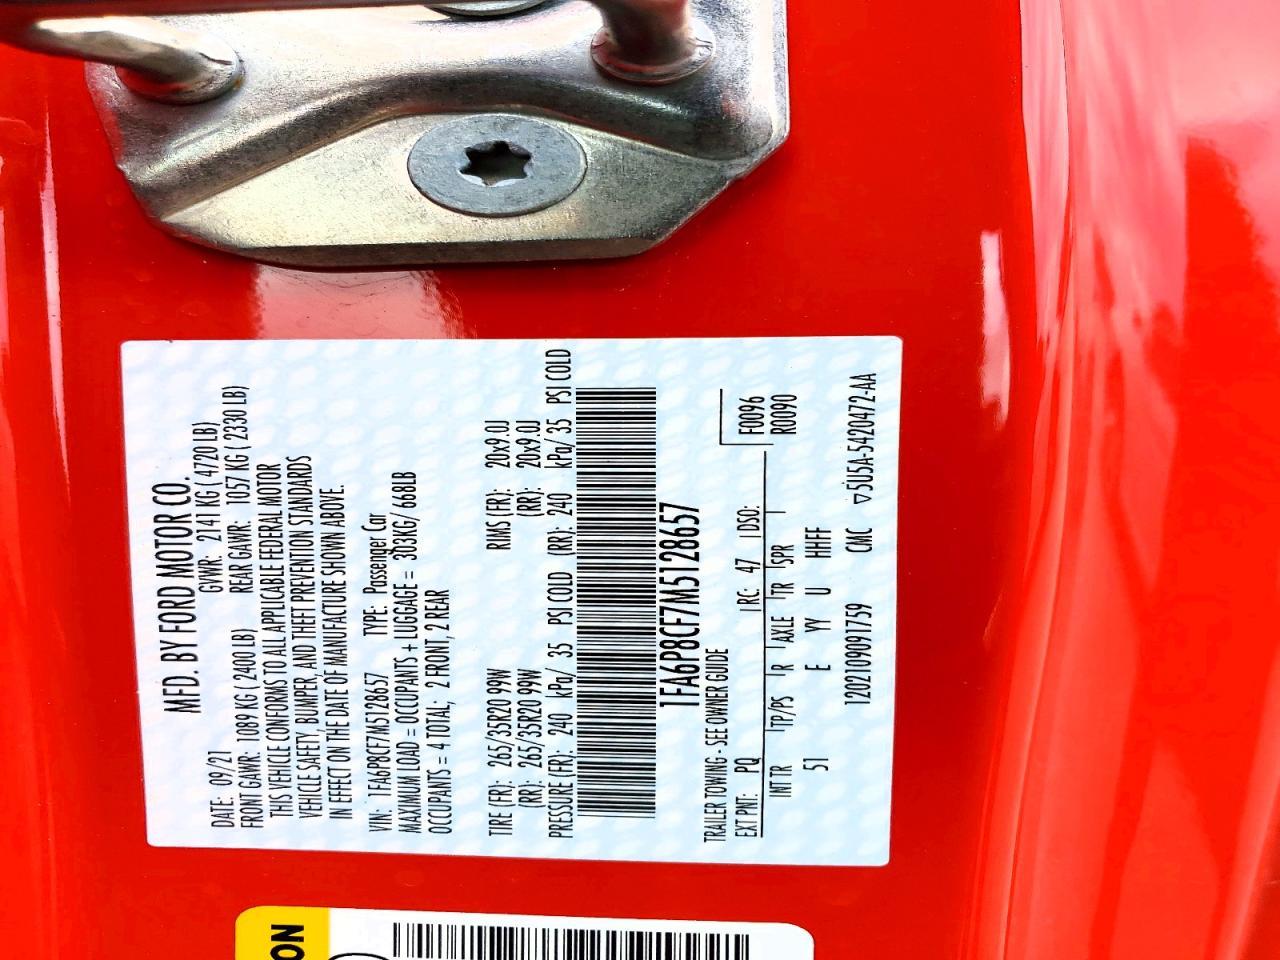 MFD. BY FORD MOTOR CO.
DATE: 09/21 GVWR: 2141 KG ( 4720 LB)
FRONT GAWR: 1089 KG ( 2400 LB) REAR GAWR: 1057 KG ( 2330 LB)
THIS VEHICLE CONFORMS TO ALL APPLICABLE FEDERAL MOTOR
VEHICLE SAFETY, BUMPER, AND THEFT PREVENTION STANDARDS
IN EFFECT ON THE DATE OF MANUFACTURE SHOWN ABOVE.
VIN: 1FA6P8CF7M5128657 TYPE: Passenger Car
MAXIMUM LOAD = OCCUPANTS + LUGGAGE = 303KG/ 668LB
OCCUPANTS = 4 TOTAL; 2 FRONT, 2 REAR
TIRE (FR): 265/35R20 99W RIMS (FR): 20x9.0J
(RR): 265/35R20 99W (RR): 20x9.0J
PRESSURE (FR): 240 kPa/ 35 PSI COLD (RR): 240 kPa/ 35 PSI COLD
1FA6P8CF7M5128657
TRAILER TOWING - SEE OWNER GUIDE
F0096
EXT PNT: PQ RC: 47 DSO: R0090
INT TR TP/PS R AXLE TR SPR
51 E YY U HHFF
120210909091759 CMC ▽5U5A-5420472-AA
ON